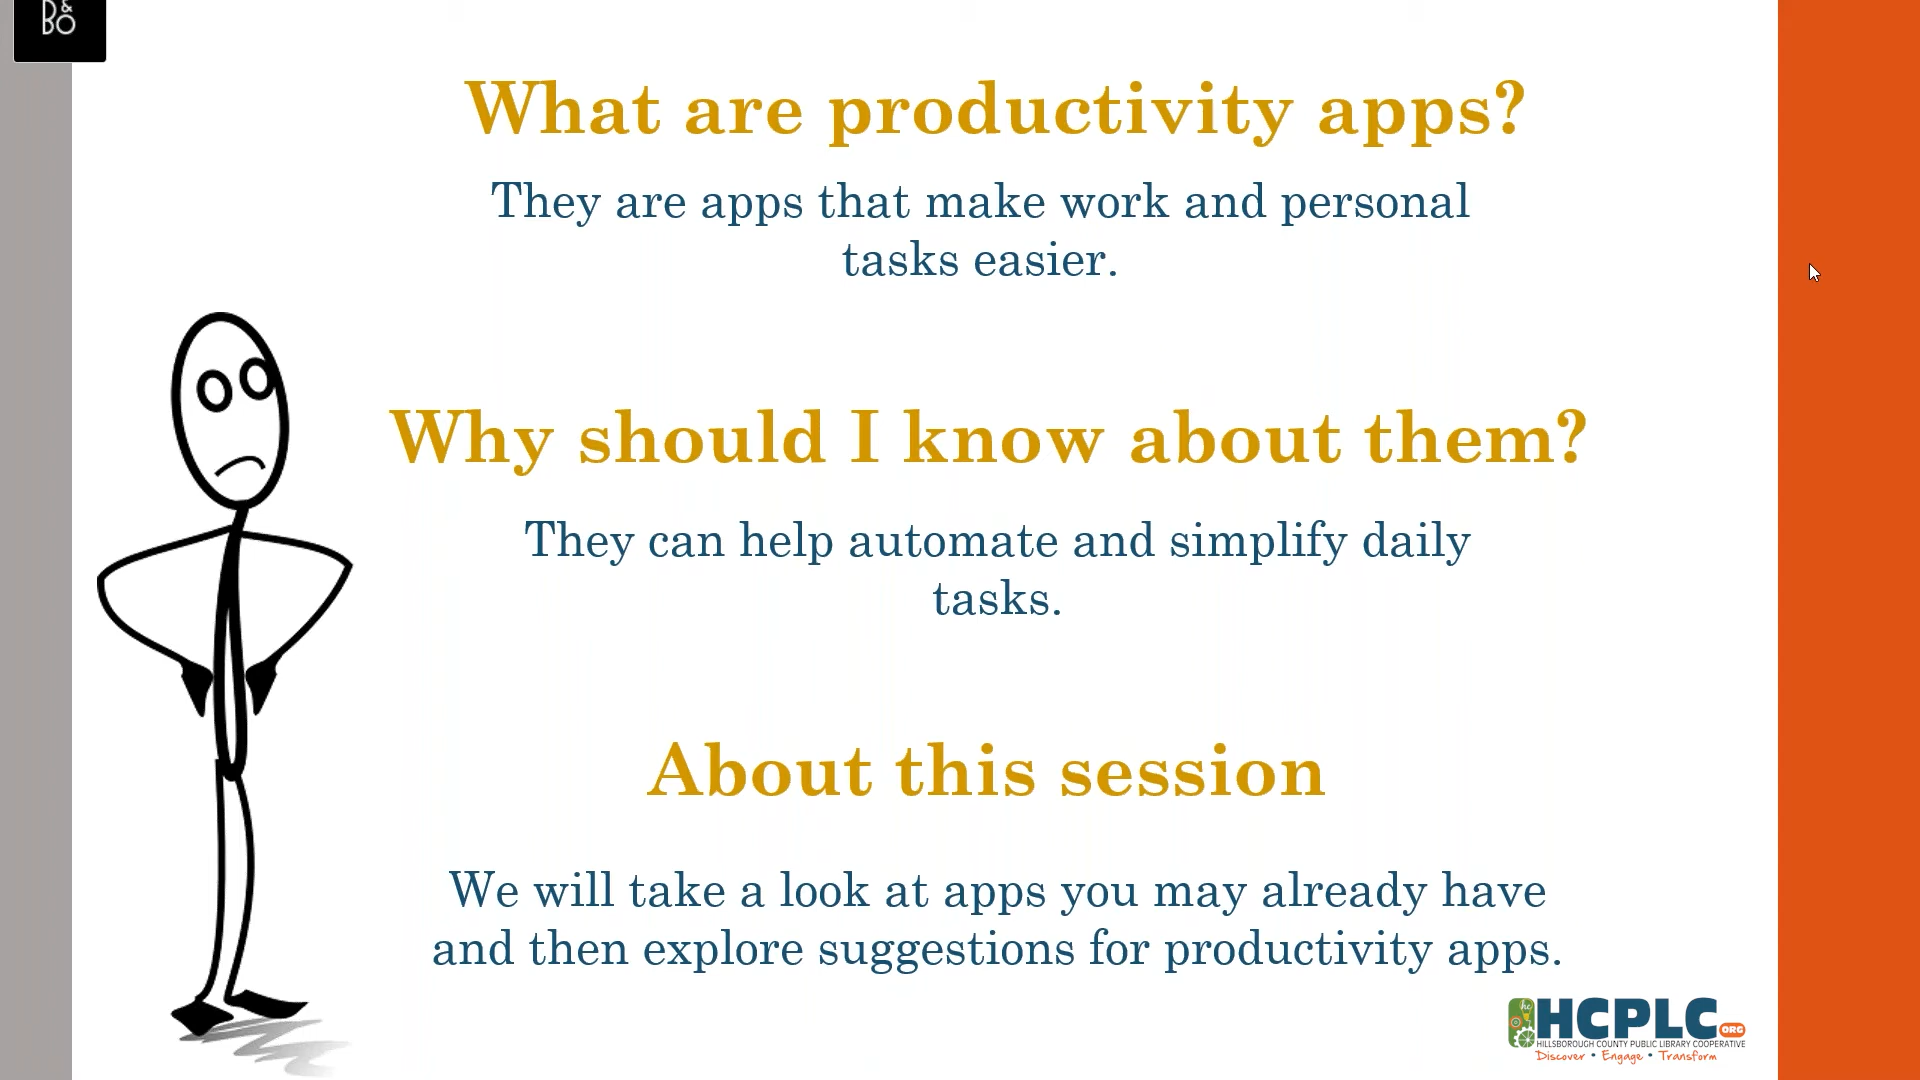 B&
BO
What are productivity apps?
They are apps that make work and personal
tasks easier.
Why should I know about them?
They can help automate and simplify daily
tasks.
About this session
We will take a look at apps you may already have
and then explore suggestions for productivity apps.
hc
HCPLC ORG
HILLSBOROUGH COUNTY PUBLIC LIBRARY COOPERATIVE
Discover • Engage • Transform